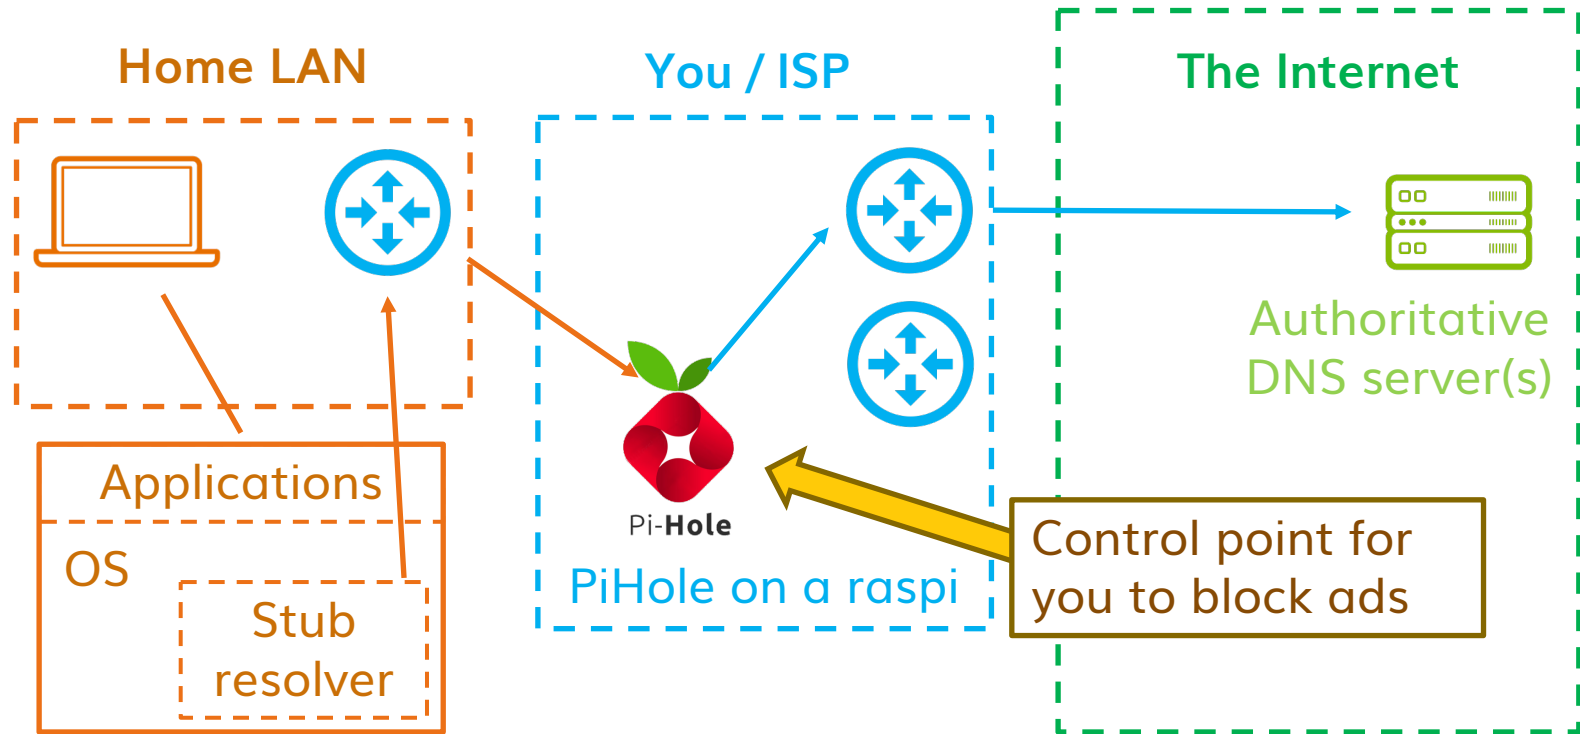 Home LAN
You / ISP
The Internet
Authoritative
DNS server(s)
Applications
OS
Stub
resolver
Pi-Hole
PiHole on a raspi
Control point for
you to block ads